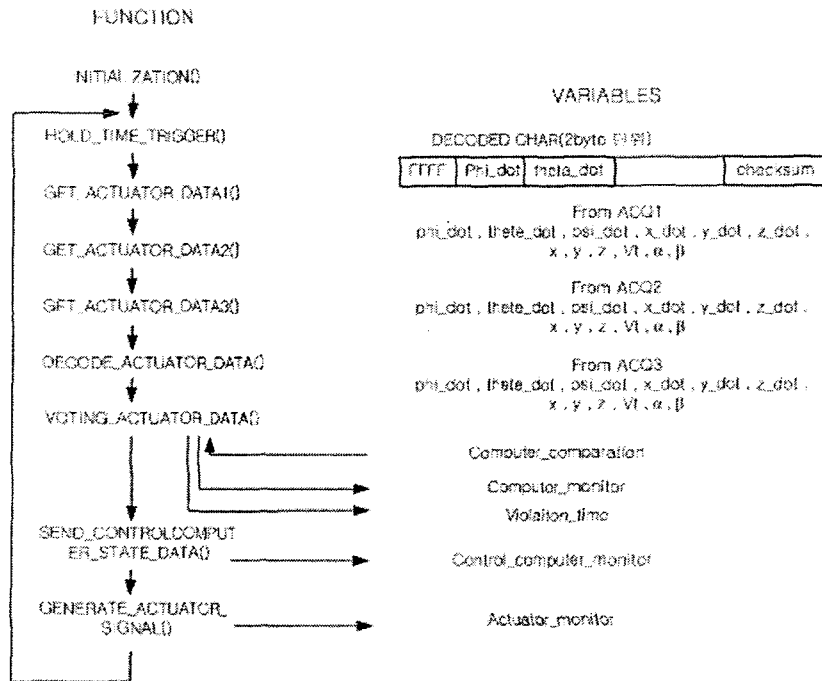 FUNCTION
INITIALIZATION()
HOLD_TIME_TRIGGER()
GET_ACTUATOR_DATA1()
GET_ACTUATOR_DATA2()
GET_ACTUATOR_DATA3()
DECODE_ACTUATOR_DATA()
VOTING_ACTUATOR_DATA()
SEND_CONTROLCOMPUT
ER_STATE_DATA()
GENERATE_ACTUATOR_
SIGNAL()
VARIABLES
DECODED CHAR(2byte 단위)
FFFF Phi_dot theta_dot checksum
From ACQ1
phi_dot , thete_dot , psi_dot , x_dot , y_dot , z_dot ,
x , y , z , Vt , α , β
From ACQ2
phi_dot , thete_dot , psi_dot , x_dot , y_dot , z_dot ,
x , y , z , Vt , α , β
From ACQ3
phi_dot , thete_dot , psi_dot , x_dot , y_dot , z_dot ,
x , y , z , Vt , α , β
Computer_comparation
Computer_monitor
Violation_time
Control_computer_monitor
Actuator_monitor